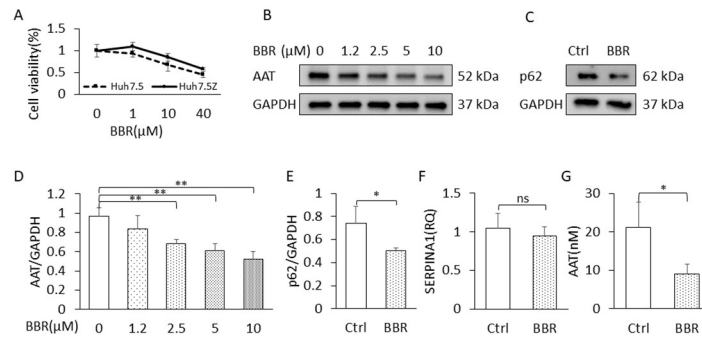 A
Cell viability(%)
1.5
1
0.5
0
Huh7.5 Huh7.5Z
0 1 10 40
BBR(μM)
B
BBR (μM) 0 1.2 2.5 5 10
AAT 52 kDa
GAPDH 37 kDa
C
Ctrl BBR
p62 62 kDa
GAPDH 37 kDa
D
AAT/GAPDH
1.2
1
0.8
0.6
0.4
0.2
0
**
**
**
BBR(μM) 0 1.2 2.5 5 10
E
p62/GAPDH
1
0.8
0.6
0.4
0.2
0
*
Ctrl BBR
F
SERPINA1(RQ)
1.5
1
0.5
0
ns
Ctrl BBR
G
AAT(nM)
30
20
10
0
*
Ctrl BBR